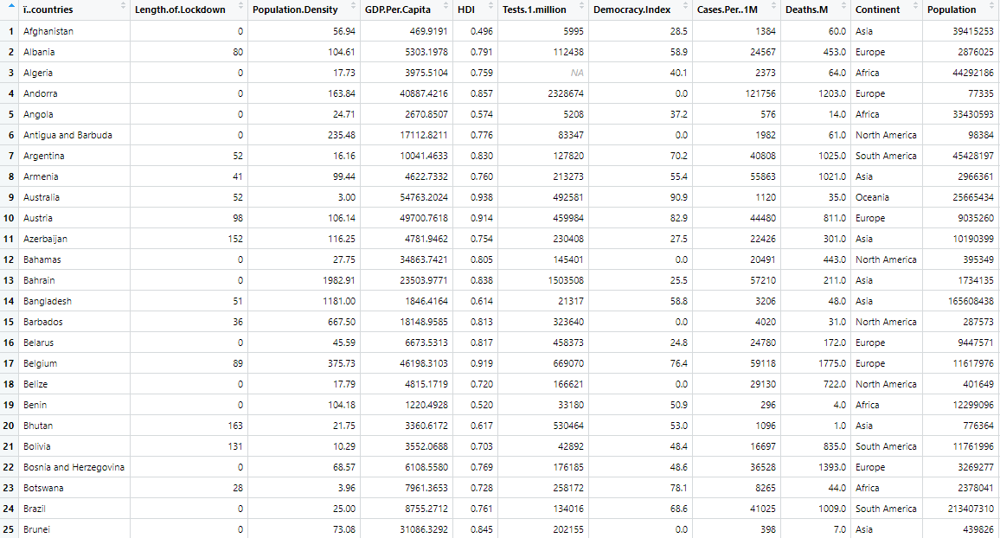 ï..countries Length.of.Lockdown Population.Density GDP.Per.Capita HDI Tests.1.million Democracy.Index Cases.Per..1M Deaths.M Continent Population
1 Afghanistan 0 56.94 469.9191 0.496 5995 28.5 1384 60.0 Asia 39415253
2 Albania 80 104.61 5303.1978 0.791 112438 58.9 24567 453.0 Europe 2876025
3 Algeria 0 17.73 3975.5104 0.759 NA 40.1 2373 64.0 Africa 44292186
4 Andorra 0 163.84 40887.4216 0.857 2328674 0.0 121756 1203.0 Europe 77335
5 Angola 0 24.71 2670.8507 0.574 5208 37.2 576 14.0 Africa 33430593
6 Antigua and Barbuda 0 235.48 17112.8211 0.776 83347 0.0 1982 61.0 North America 98384
7 Argentina 52 16.16 10041.4633 0.830 127820 70.2 40808 1025.0 South America 45428197
8 Armenia 41 99.44 4622.7332 0.760 213273 55.4 55863 1021.0 Asia 2966361
9 Australia 52 3.00 54763.2024 0.938 492581 90.9 1120 35.0 Oceania 25665434
10 Austria 98 106.14 49700.7618 0.914 459984 82.9 44480 811.0 Europe 9035260
11 Azerbaijan 152 116.25 4781.9462 0.754 230408 27.5 22426 301.0 Asia 10190399
12 Bahamas 0 27.75 34863.7421 0.805 145401 0.0 20491 443.0 North America 395349
13 Bahrain 0 1982.91 23503.9771 0.838 1503508 25.5 57210 211.0 Asia 1734135
14 Bangladesh 51 1181.00 1846.4164 0.614 21317 58.8 3206 48.0 Asia 165608438
15 Barbados 36 667.50 18148.9585 0.813 323640 0.0 4020 31.0 North America 287573
16 Belarus 0 45.59 6673.5313 0.817 458373 24.8 24780 172.0 Europe 9447571
17 Belgium 89 375.73 46198.3103 0.919 669070 76.4 59118 1775.0 Europe 11617976
18 Belize 0 17.79 4815.1719 0.720 166621 0.0 29130 722.0 North America 401649
19 Benin 0 104.18 1220.4928 0.520 33180 50.9 296 4.0 Africa 12299096
20 Bhutan 163 21.75 3360.6172 0.617 530464 53.0 1096 1.0 Asia 776364
21 Bolivia 131 10.29 3552.0688 0.703 42892 48.4 16697 835.0 South America 11761996
22 Bosnia and Herzegovina 0 68.57 6108.5580 0.769 176185 48.6 36528 1393.0 Europe 3269277
23 Botswana 28 3.96 7961.3653 0.728 258172 78.1 8265 44.0 Africa 2378041
24 Brazil 0 25.00 8755.2712 0.761 134016 68.6 41025 1009.0 South America 213407310
25 Brunei 0 73.08 31086.3292 0.845 202155 0.0 398 7.0 Asia 439826